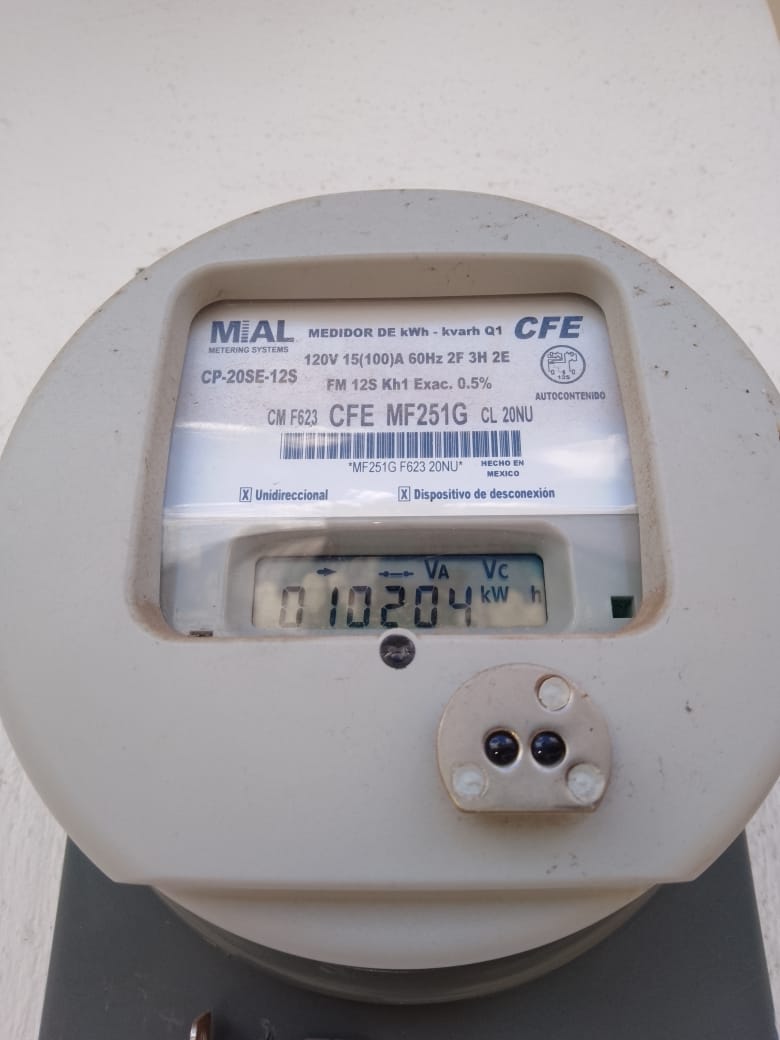 MIAL
METERING SYSTEMS
MEDIDOR DE kWh - kvarh Q1
CFE
120V 15(100)A 60Hz 2F 3H 2E
CP-20SE-12S
FM 12S Kh1 Exac. 0.5%
12S
AUTOCONTENIDO
CM F623 CFE MF251G CL 20NU
*MF251G F623 20NU*
HECHO EN
MEXICO
X Unidireccional
X Dispositivo de desconexión
VA VC
010204 kW h